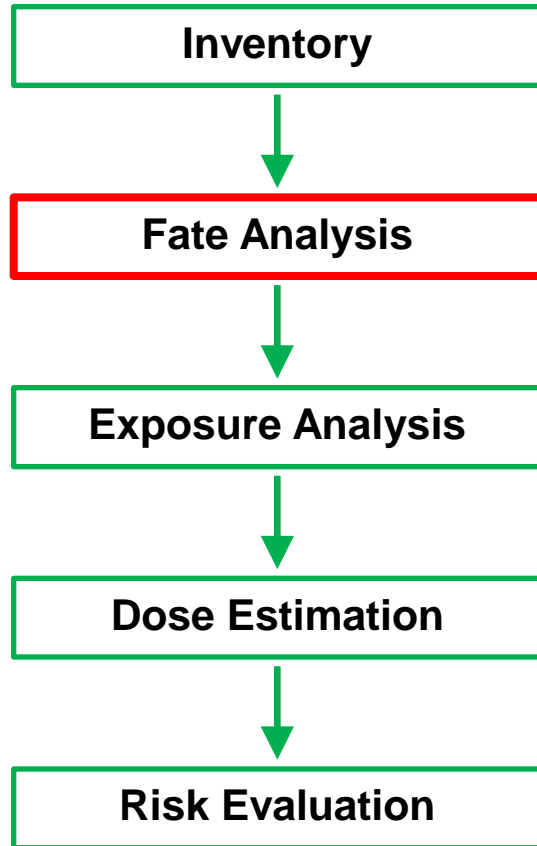 Inventory
Fate Analysis
Exposure Analysis
Dose Estimation
Risk Evaluation